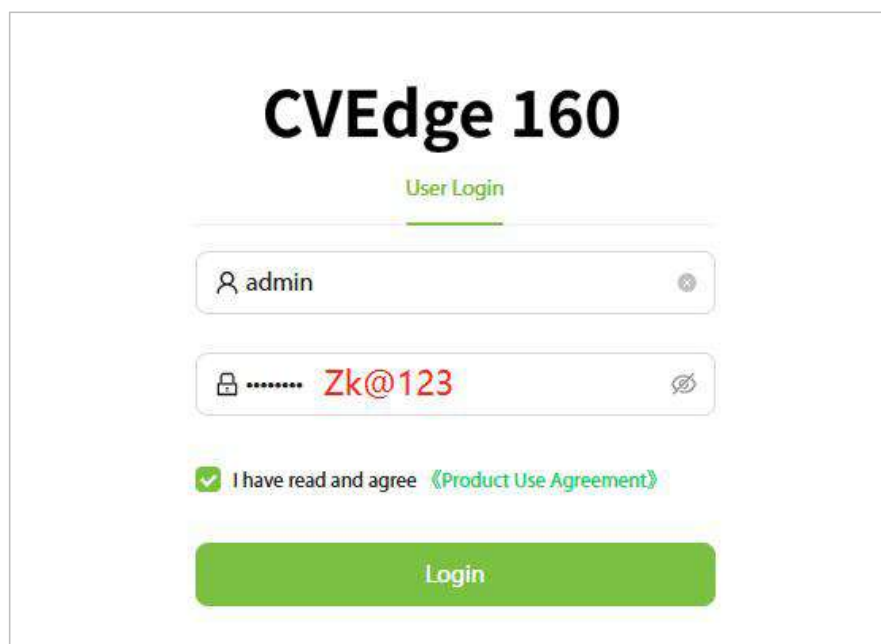 CVEdge 160
User Login
admin
•••••••• Zk@123
I have read and agree 《Product Use Agreement》
Login